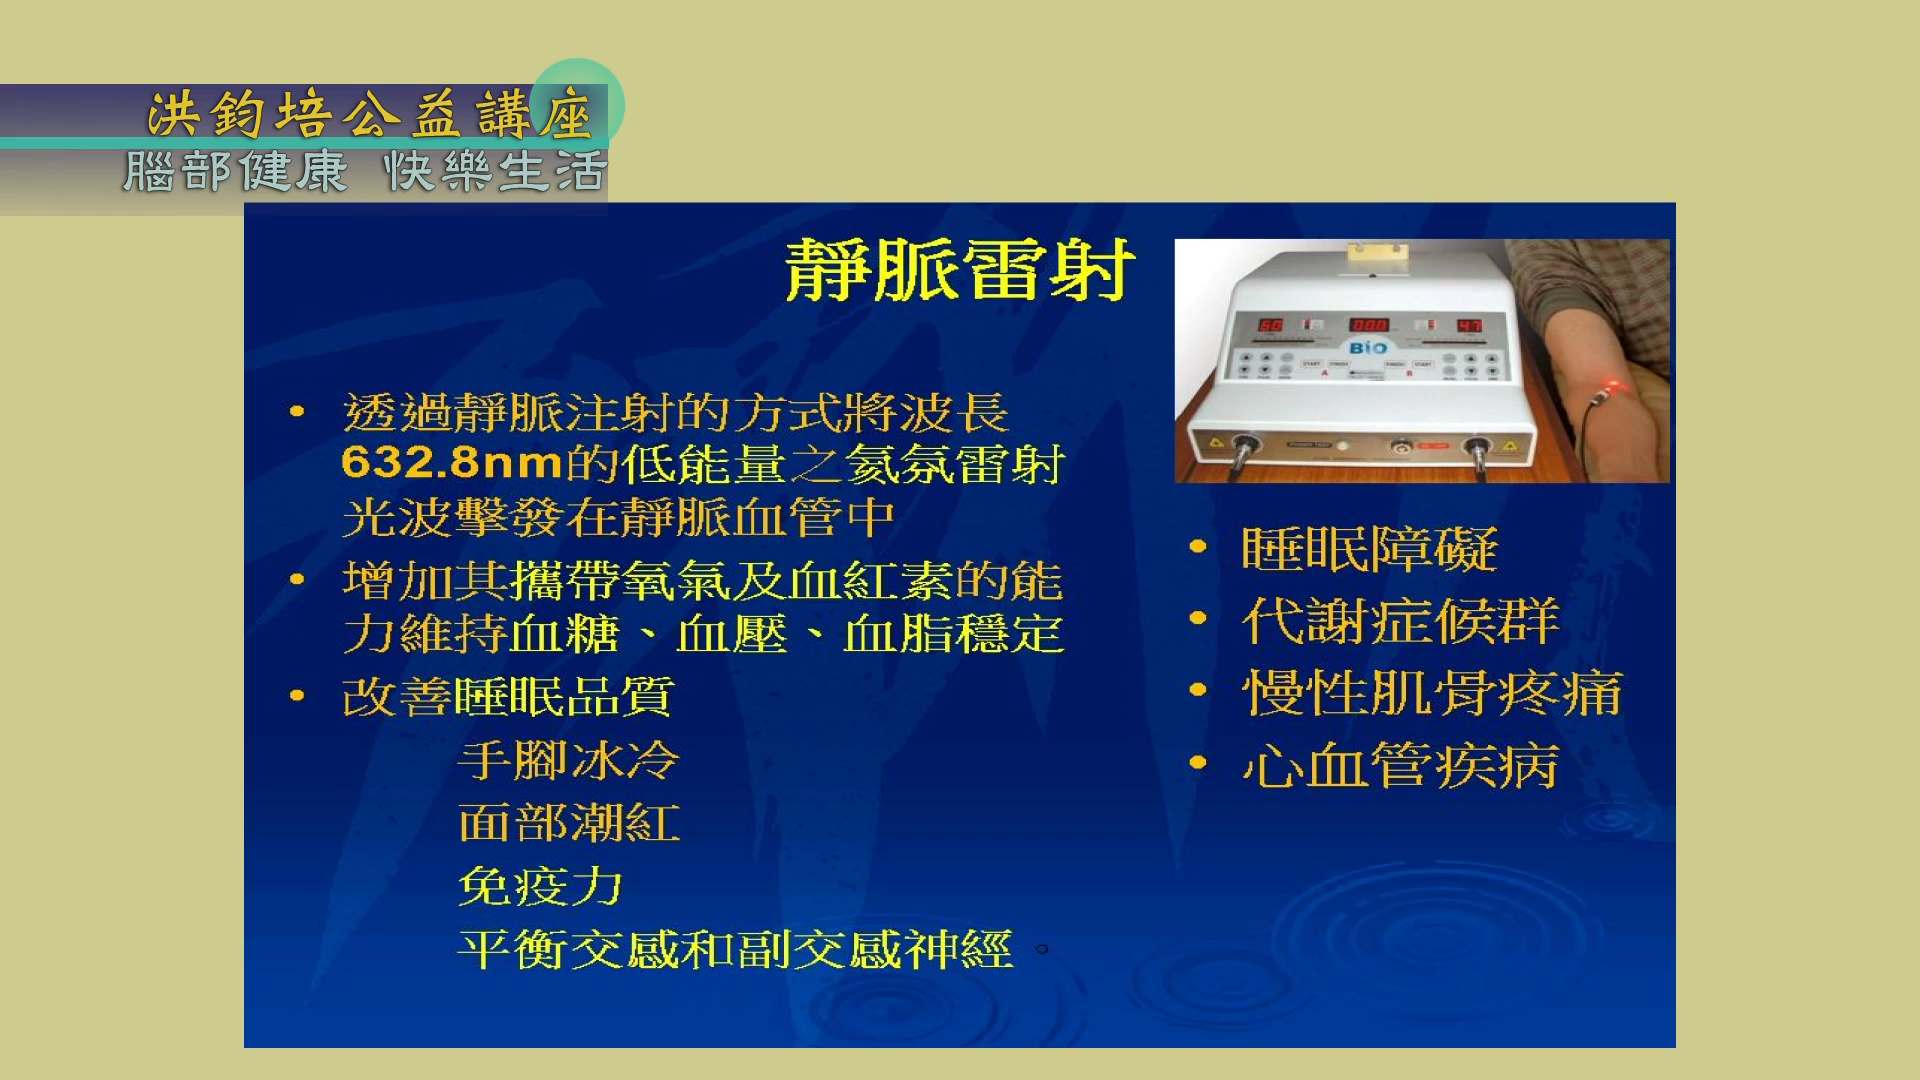 洪鈞培公益講座
腦部健康 快樂生活
靜脈雷射
• 透過靜脈注射的方式將波長
632.8nm的低能量之氦氖雷射
光波擊發在靜脈血管中
• 增加其攜帶氧氣及血紅素的能
力維持血糖、血壓、血脂穩定
• 改善睡眠品質
手腳冰冷
面部潮紅
免疫力
平衡交感和副交感神經。
BIO
A
B
• 睡眠障礙
• 代謝症候群
• 慢性肌骨疼痛
• 心血管疾病